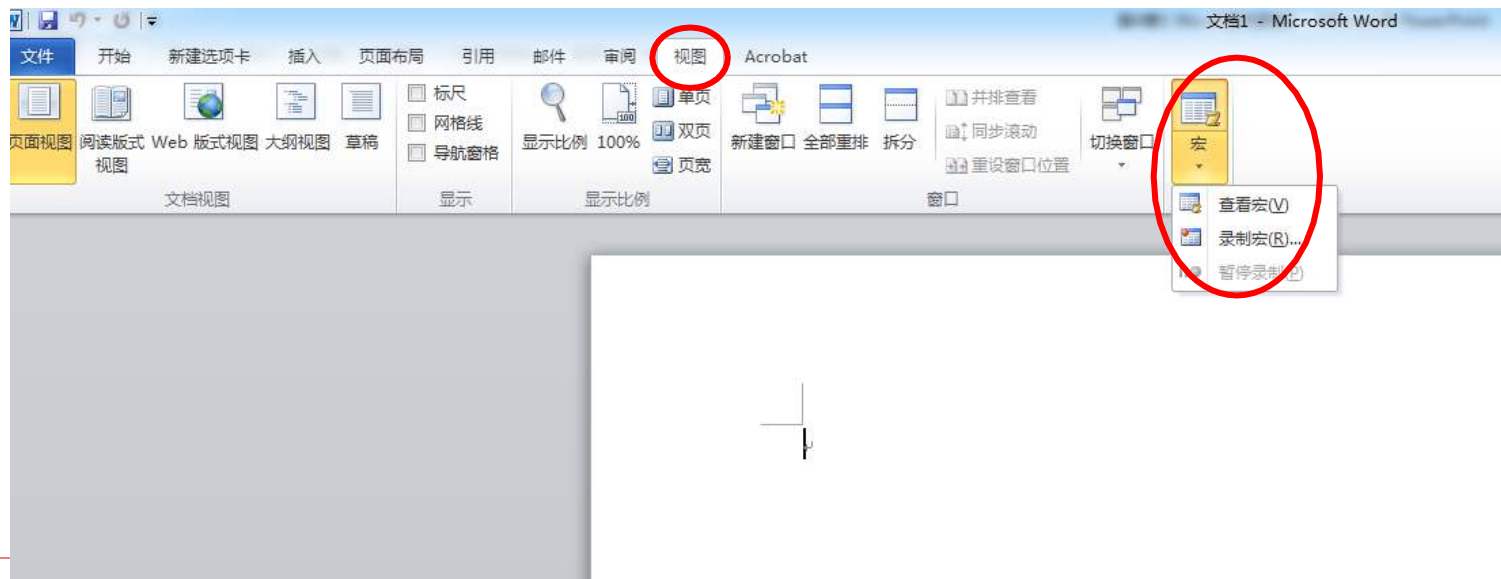 文档1 - Microsoft Word
文件 开始 新建选项卡 插入 页面布局 引用 邮件 审阅 视图 Acrobat
页面视图 阅读版式视图 Web 版式视图 大纲视图 草稿
文档视图
标尺
网格线
导航窗格
显示
显示比例 100%
单页
双页
页宽
显示比例
新建窗口 全部重排 拆分
并排查看
同步滚动
重设窗口位置
切换窗口
窗口
宏
查看宏(V)
录制宏(R)...
暂停录制(P)